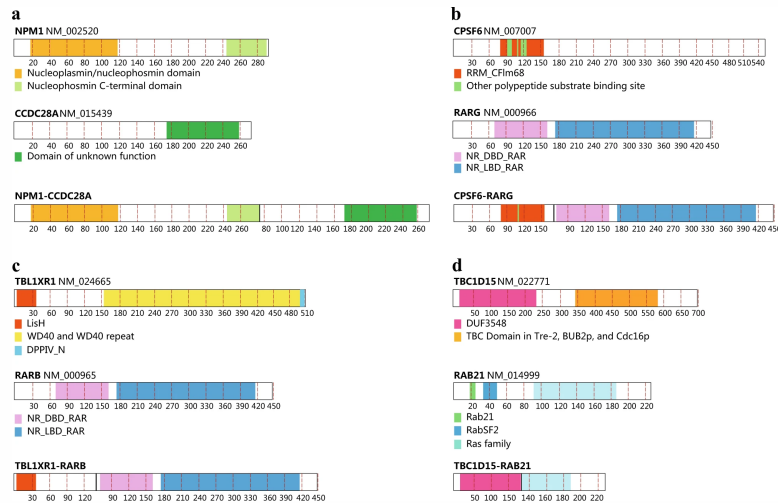 a
NPM1 NM_002520
20 40 60 80 100 120 140 160 180 200 220 240 260 280
Nucleoplasmin/nucleophosmin domain
Nucleophosmin C-terminal domain
CCDC28A NM_015439
20 40 60 80 100 120 140 160 180 200 220 240 260
Domain of unknown function
NPM1-CCDC28A
20 40 60 80 100 120 140 160 180 200 220 240 260 80 100 120 140 160 180 200 220 240 260
b
CPSF6 NM_007007
30 60 90 120 150 180 210 240 270 300 330 360 390 420 450 480 510 540
RRM_CFIm68
Other polypeptide substrate binding site
RARG NM_000966
30 60 90 120 150 180 210 240 270 300 330 360 390 420 450
NR_DBD_RAR
NR_LBD_RAR
CPSF6-RARG
30 60 90 120 150 90 120 150 180 210 240 270 300 330 360 390 420 450
c
TBL1XR1 NM_024665
30 60 90 120 150 180 210 240 270 300 330 360 390 420 450 480 510
LisH
WD40 and WD40 repeat
DPPIV_N
RARB NM_000965
30 60 90 120 150 180 210 240 270 300 330 360 390 420 450
NR_DBD_RAR
NR_LBD_RAR
TBL1XR1-RARB
30 60 90 120 60 90 120 150 180 210 240 270 300 330 360 390 420 450
d
TBC1D15 NM_022771
50 100 150 200 250 300 350 400 450 500 550 600 650 700
DUF3548
TBC Domain in Tre-2, BUB2p, and Cdc16p
RAB21 NM_014999
20 40 60 80 100 120 140 160 180 200 220
Rab21
RabSF2
Ras family
TBC1D15-RAB21
50 100 150 200 140 160 180 200 220